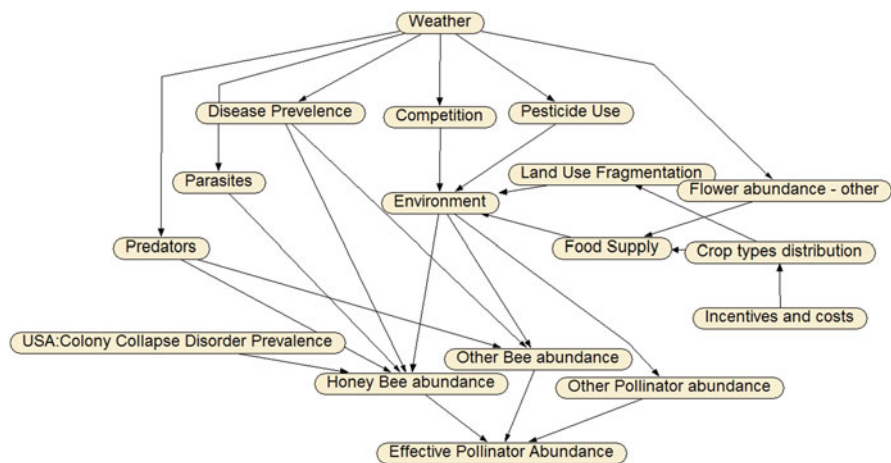 Weather
Disease Prevelence
Competition
Pesticide Use
Parasites
Land Use Fragmentation
Flower abundance - other
Environment
Predators
Food Supply
Crop types distribution
Incentives and costs
USA:Colony Collapse Disorder Prevalence
Other Bee abundance
Honey Bee abundance
Other Pollinator abundance
Effective Pollinator Abundance